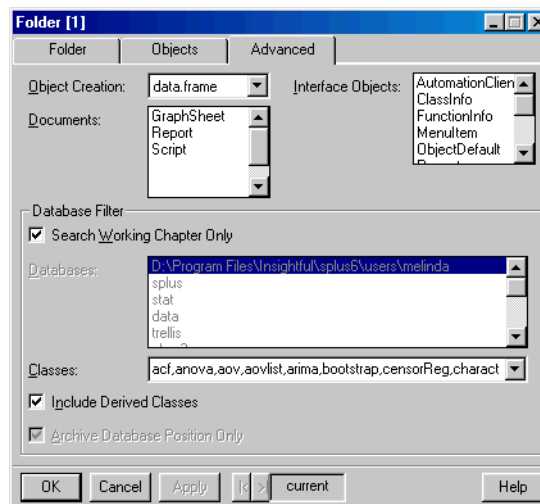 Folder [1]
Folder Objects Advanced
Object Creation: data.frame
Interface Objects: AutomationClien
ClassInfo
FunctionInfo
MenuItem
ObjectDefault
Documents: GraphSheet
Report
Script
Database Filter
Search Working Chapter Only
Databases: D:\Program Files\Insightful\splus6\users\melinda
splus
stat
data
trellis
Classes: acf,anova,aov,aovlist,arima,bootstrap,censorReg,charact
Include Derived Classes
Archive Database Position Only
OK Cancel Apply current Help